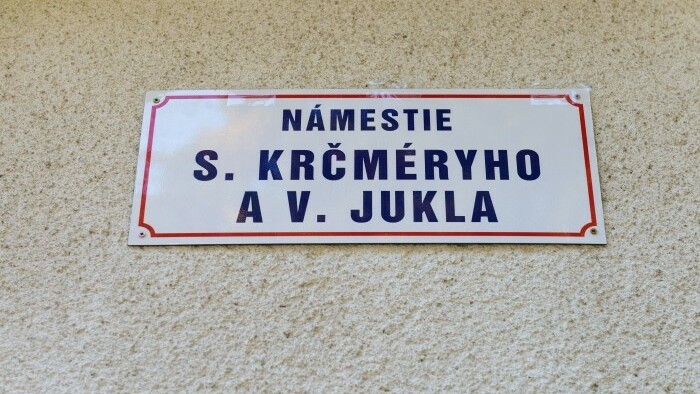 NÁMESTIE
S. KRČMÉRYHO
A V. JUKLA